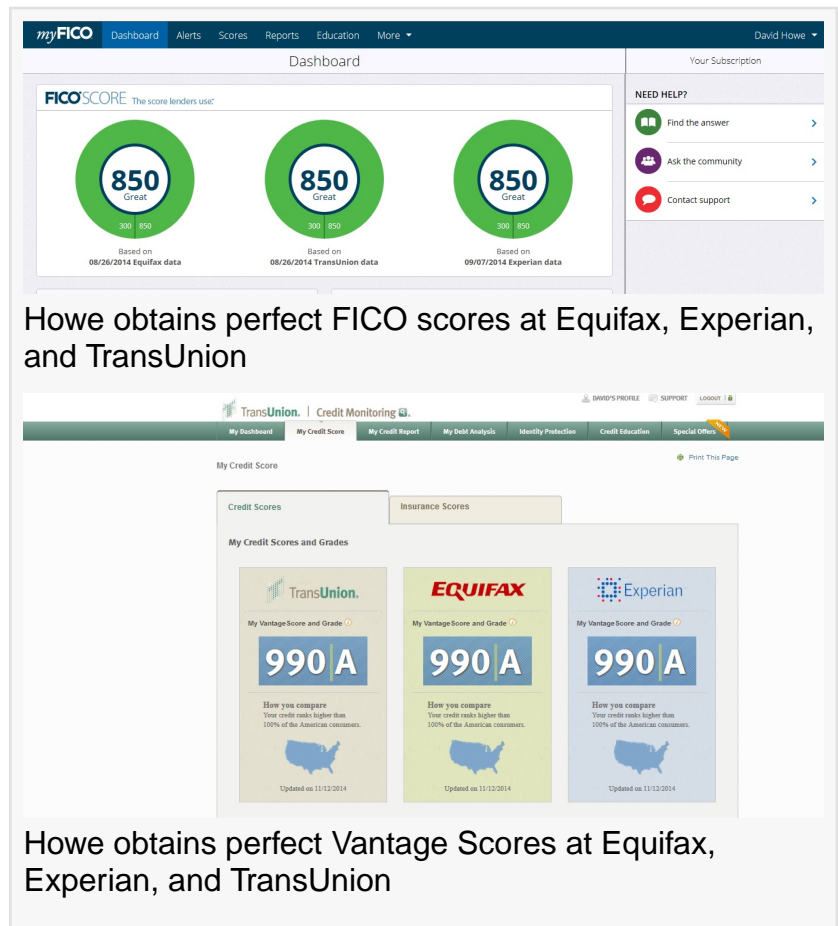 myFICO Dashboard Alerts Scores Reports Education More David Howe
Dashboard
Your Subscription
FICO SCORE The score lenders use.
850
Great
300 850
Based on
08/26/2014 Equifax data
850
Great
300 850
Based on
08/26/2014 TransUnion data
850
Great
300 850
Based on
09/07/2014 Experian data
NEED HELP?
Find the answer
Ask the community
Contact support
Howe obtains perfect FICO scores at Equifax, Experian,
and TransUnion
DAVID'S PROFILE SUPPORT LOGOUT
TransUnion. | Credit Monitoring
My Dashboard My Credit Score My Credit Report My Debt Analysis Identity Protection Credit Education Special Offers NEW
Print This Page
My Credit Score
Credit Scores Insurance Scores
My Credit Scores and Grades
TransUnion.
My VantageScore and Grade
990 A
How you compare
Your credit ranks higher than
100% of the American consumers.
Updated on 11/12/2014
EQUIFAX
My VantageScore and Grade
990 A
How you compare
Your credit ranks higher than
100% of the American consumers.
Updated on 11/12/2014
Experian
My VantageScore and Grade
990 A
How you compare
Your credit ranks higher than
100% of the American consumers.
Updated on 11/12/2014
Howe obtains perfect Vantage Scores at Equifax,
Experian, and TransUnion